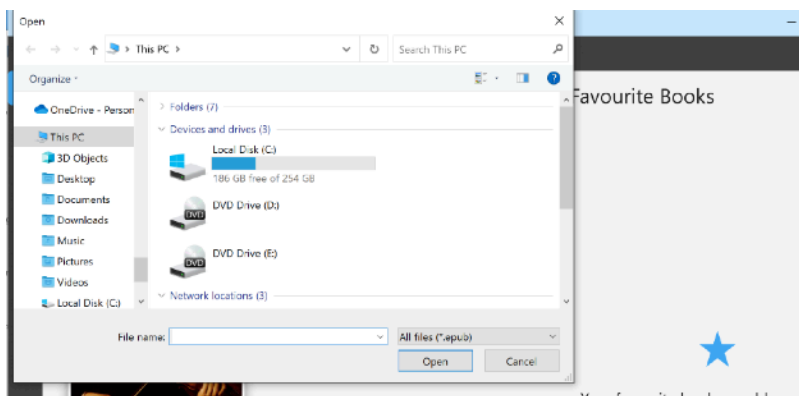 Open
This PC
Search This PC
Organize
OneDrive - Person
This PC
3D Objects
Desktop
Documents
Downloads
Music
Pictures
Videos
Local Disk (C:)
Folders (7)
Devices and drives (3)
Local Disk (C:)
186 GB free of 254 GB
DVD Drive (D:)
DVD
DVD Drive (E:)
DVD
Network locations (3)
File name:
All files (*.epub)
Open
Cancel
Favourite Books